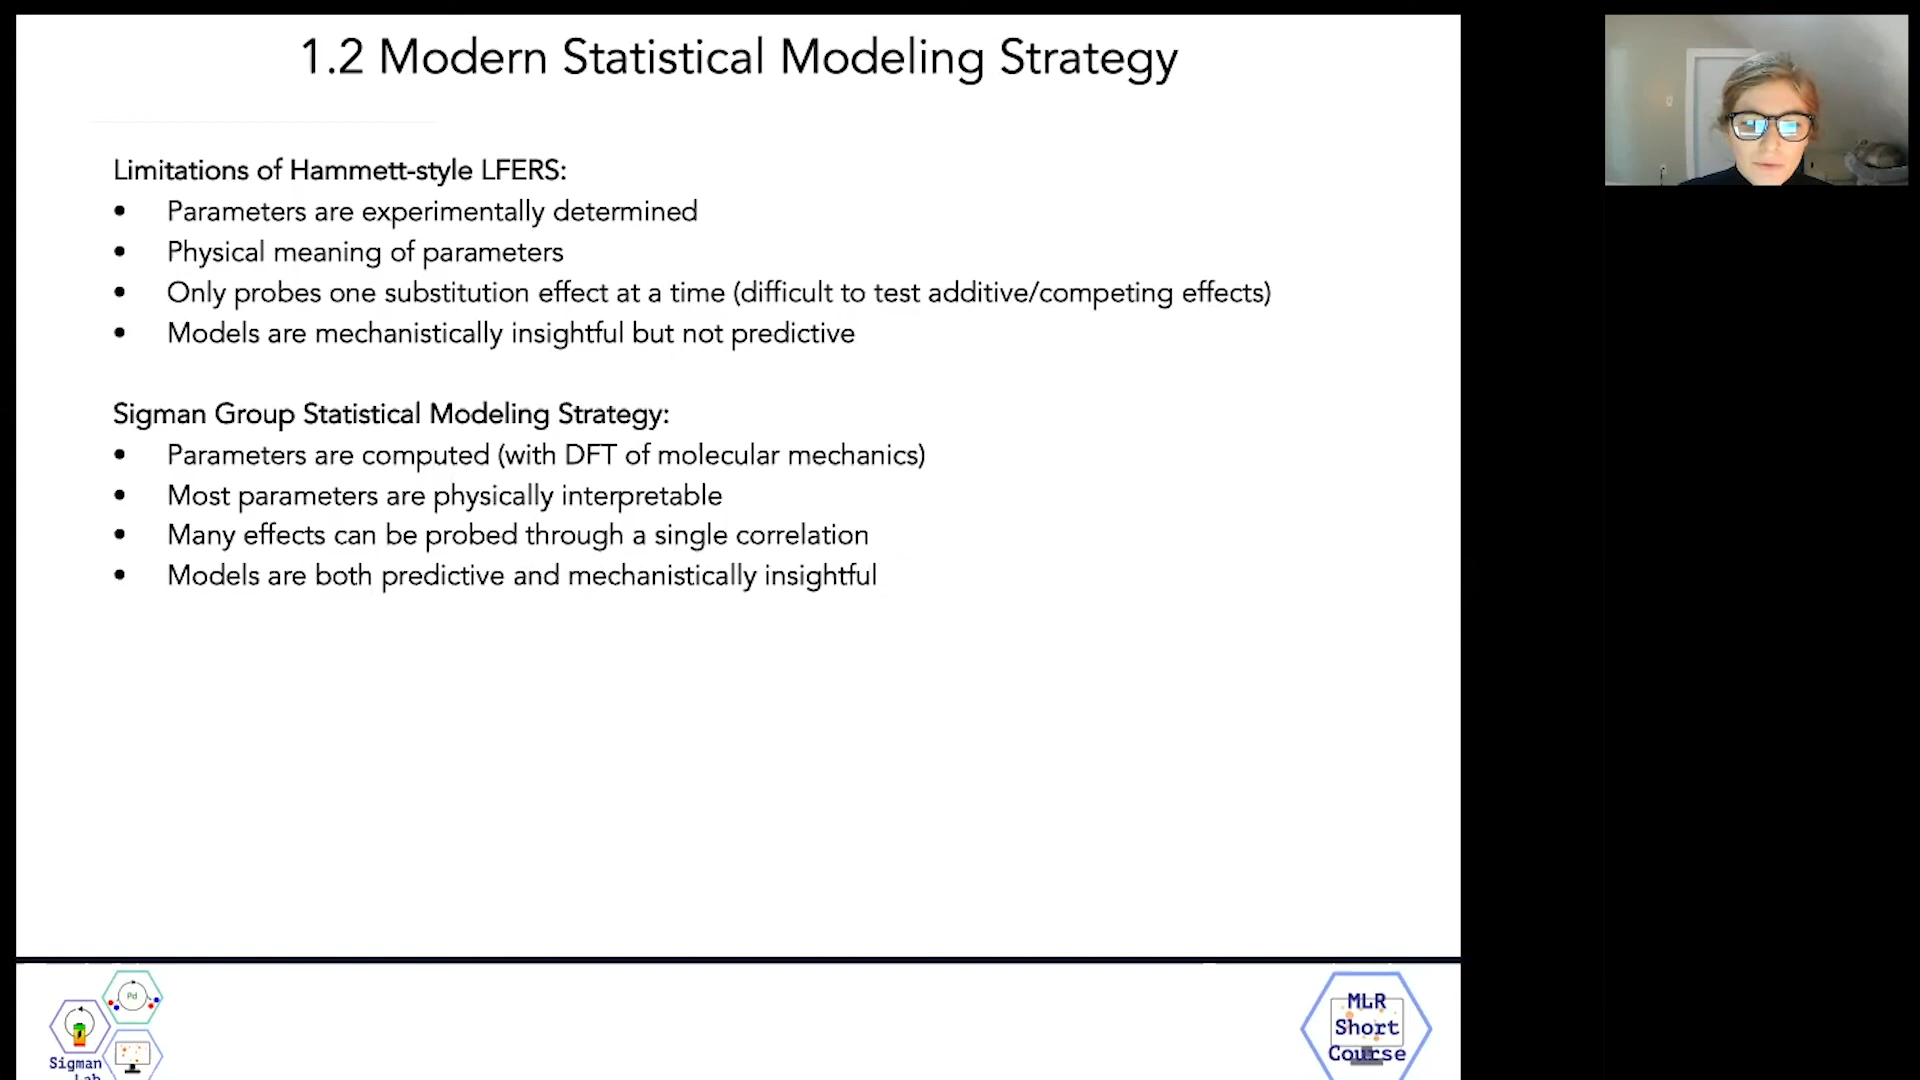 1.2 Modern Statistical Modeling Strategy
Limitations of Hammett-style LFERS:
• Parameters are experimentally determined
• Physical meaning of parameters
• Only probes one substitution effect at a time (difficult to test additive/competing effects)
• Models are mechanistically insightful but not predictive
Sigman Group Statistical Modeling Strategy:
• Parameters are computed (with DFT of molecular mechanics)
• Most parameters are physically interpretable
• Many effects can be probed through a single correlation
• Models are both predictive and mechanistically insightful
Pd
Sigman
Lab
MLR
Short
Course